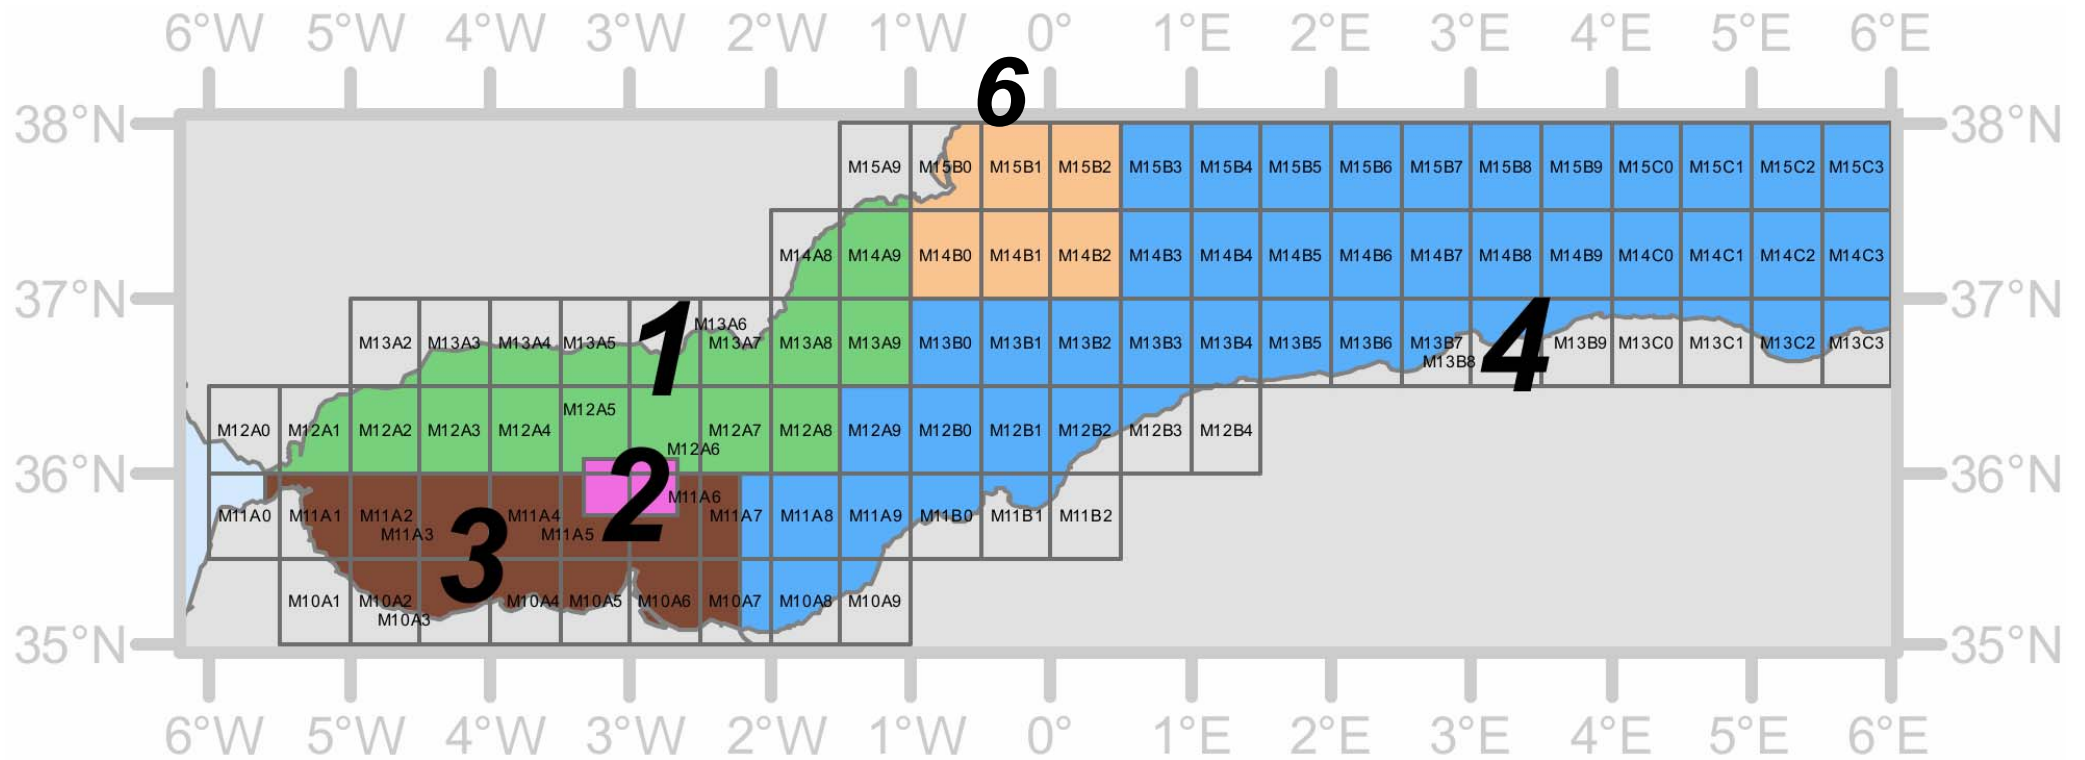 6°W 5°W 4°W 3°W 2°W 1°W 0° 1°E 2°E 3°E 4°E 5°E 6°E
6
38°N 38°N
M15A9 M15B0 M15B1 M15B2 M15B3 M15B4 M15B5 M15B6 M15B7 M15B8 M15B9 M15C0 M15C1 M15C2 M15C3
M14A8 M14A9 M14B0 M14B1 M14B2 M14B3 M14B4 M14B5 M14B6 M14B7 M14B8 M14B9 M14C0 M14C1 M14C2 M14C3
37°N 37°N
1 M13A6 4
M13A2 M13A3 M13A4 M13A5 M13A7 M13A8 M13A9 M13B0 M13B1 M13B2 M13B3 M13B4 M13B5 M13B6 M13B7 M13B9 M13C0 M13C1 M13C2 M13C3
M13B8
M12A5
M12A0 M12A1 M12A2 M12A3 M12A4 M12A7 M12A8 M12A9 M12B0 M12B1 M12B2 M12B3 M12B4
M12A6
36°N 36°N
2 M11A6
M11A0 M11A1 M11A2 M11A4 M11A7 M11A8 M11A9 M11B0 M11B1 M11B2
M11A3 M11A5
3
M10A1 M10A2 M10A4 M10A5 M10A6 M10A7 M10A8 M10A9
M10A3
35°N 35°N
6°W 5°W 4°W 3°W 2°W 1°W 0° 1°E 2°E 3°E 4°E 5°E 6°E